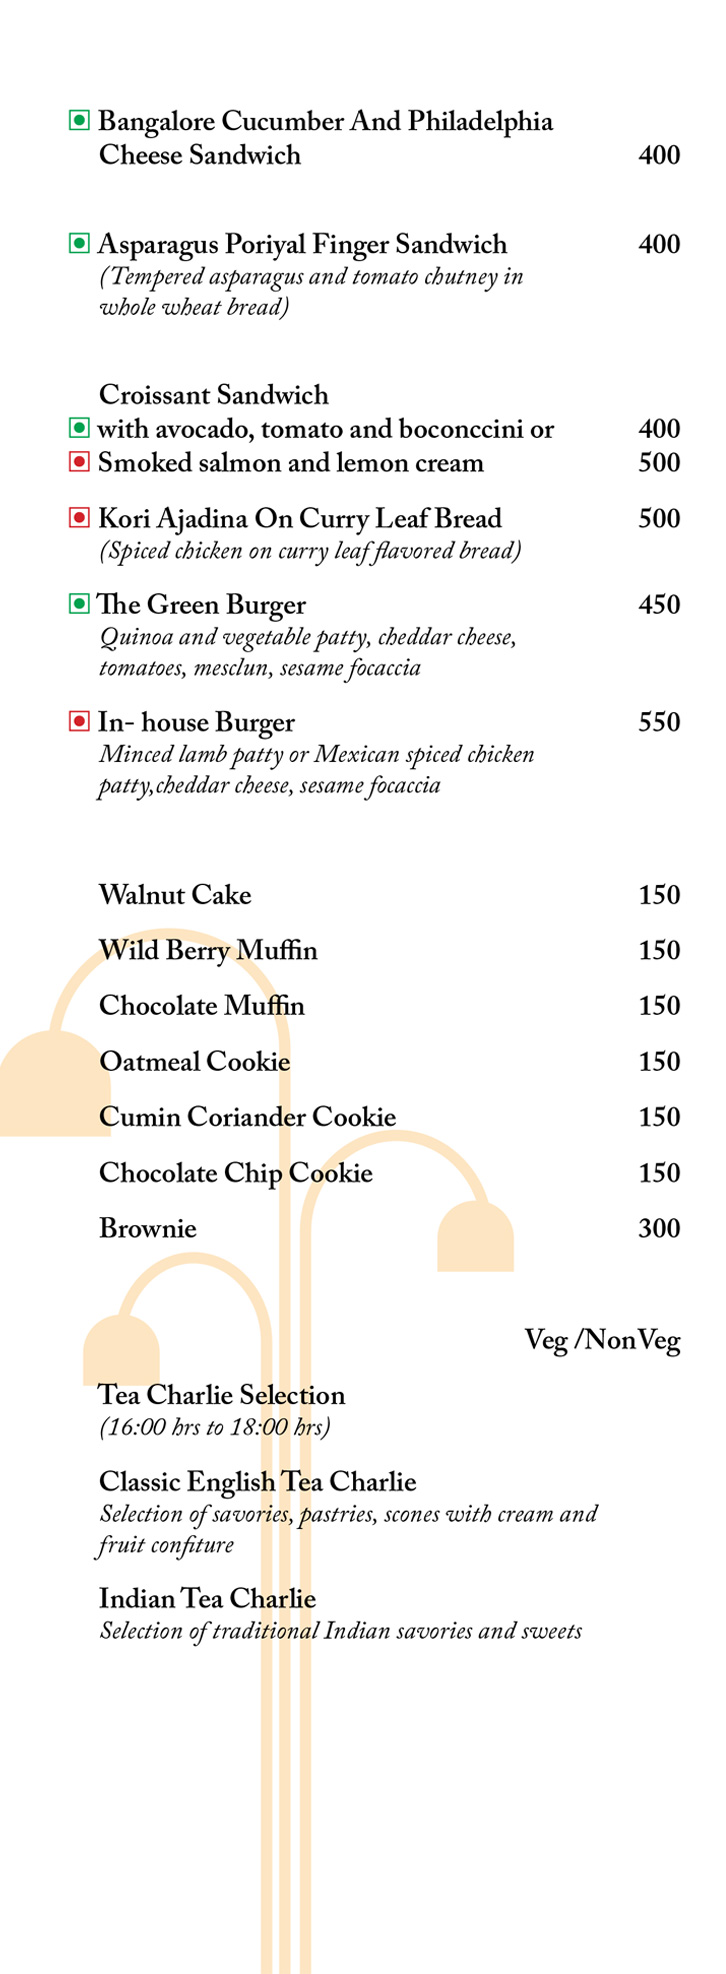 Bangalore Cucumber And Philadelphia
Cheese Sandwich 400
Asparagus Poriyal Finger Sandwich 400
(Tempered asparagus and tomato chutney in
whole wheat bread)
Croissant Sandwich
with avocado, tomato and boconccini or 400
Smoked salmon and lemon cream 500
Kori Ajadina On Curry Leaf Bread 500
(Spiced chicken on curry leaf flavored bread)
The Green Burger 450
Quinoa and vegetable patty, cheddar cheese,
tomatoes, mesclun, sesame focaccia
In- house Burger 550
Minced lamb patty or Mexican spiced chicken
patty,cheddar cheese, sesame focaccia
Walnut Cake 150
Wild Berry Muffin 150
Chocolate Muffin 150
Oatmeal Cookie 150
Cumin Coriander Cookie 150
Chocolate Chip Cookie 150
Brownie 300
Veg /NonVeg
Tea Charlie Selection
(16:00 hrs to 18:00 hrs)
Classic English Tea Charlie
Selection of savories, pastries, scones with cream and
fruit confiture
Indian Tea Charlie
Selection of traditional Indian savories and sweets